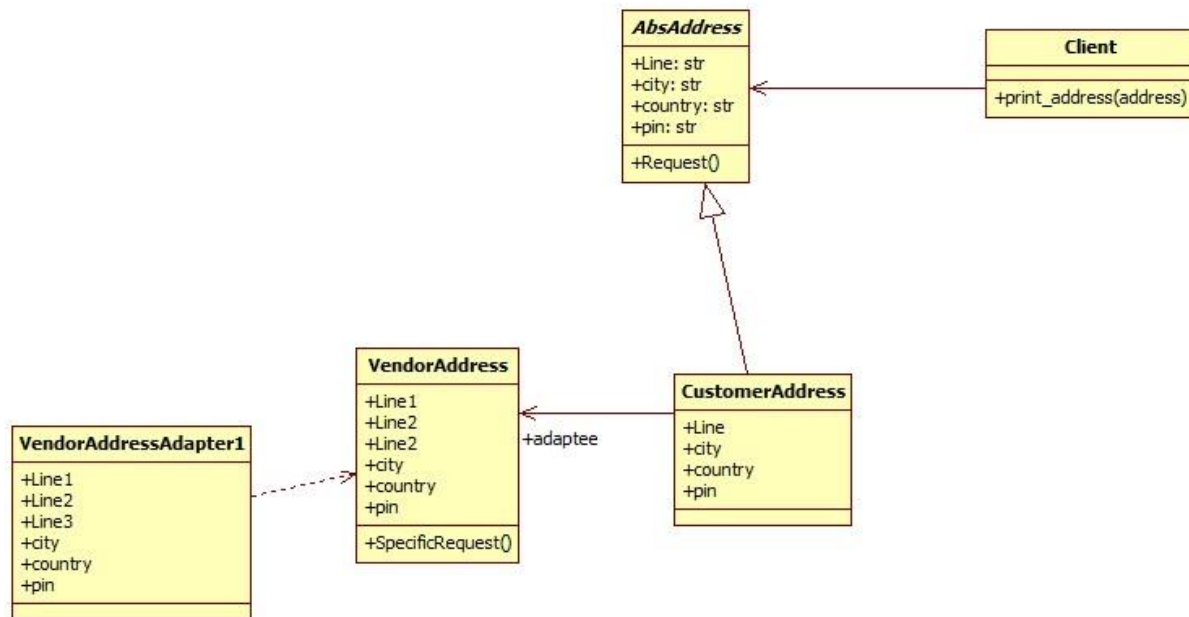 AbsAddress
+Line: str
+city: str
+country: str
+pin: str
+Request()
Client
+print_address(address)
VendorAddress
+Line1
+Line2
+Line2
+city
+country
+pin
+SpecificRequest()
+adaptee
CustomerAddress
+Line
+city
+country
+pin
VendorAddressAdapter1
+Line1
+Line2
+Line3
+city
+country
+pin